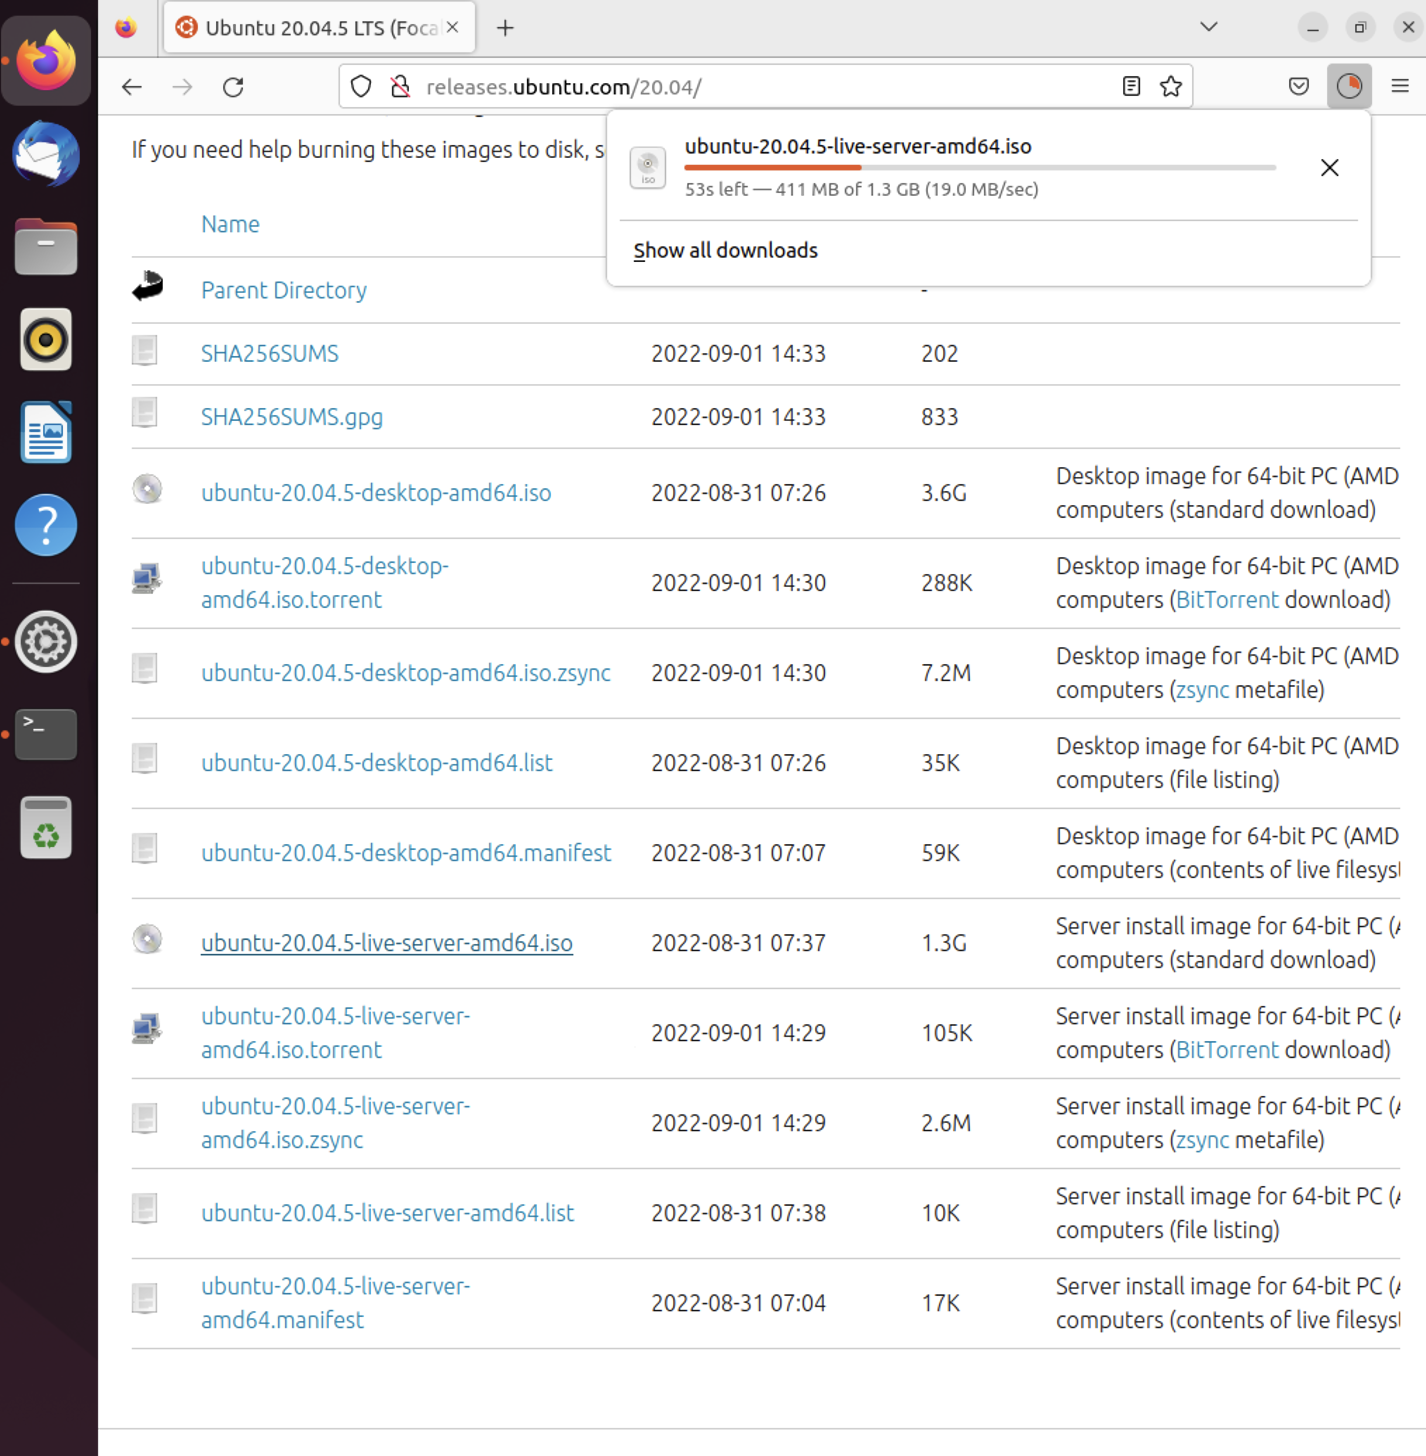 Ubuntu 20.04.5 LTS (Foca
releases.ubuntu.com/20.04/
If you need help burning these images to disk, s
iso
ubuntu-20.04.5-live-server-amd64.iso
53s left — 411 MB of 1.3 GB (19.0 MB/sec)
Show all downloads
Name
Parent Directory -
SHA256SUMS 2022-09-01 14:33 202
SHA256SUMS.gpg 2022-09-01 14:33 833
ubuntu-20.04.5-desktop-amd64.iso 2022-08-31 07:26 3.6G
Desktop image for 64-bit PC (AMD
computers (standard download)
ubuntu-20.04.5-desktop-
amd64.iso.torrent
2022-09-01 14:30 288K
Desktop image for 64-bit PC (AMD
computers (BitTorrent download)
ubuntu-20.04.5-desktop-amd64.iso.zsync 2022-09-01 14:30 7.2M
Desktop image for 64-bit PC (AMD
computers (zsync metafile)
ubuntu-20.04.5-desktop-amd64.list 2022-08-31 07:26 35K
Desktop image for 64-bit PC (AMD
computers (file listing)
ubuntu-20.04.5-desktop-amd64.manifest 2022-08-31 07:07 59K
Desktop image for 64-bit PC (AMD
computers (contents of live filesyst
ubuntu-20.04.5-live-server-amd64.iso 2022-08-31 07:37 1.3G
Server install image for 64-bit PC (A
computers (standard download)
ubuntu-20.04.5-live-server-
amd64.iso.torrent
2022-09-01 14:29 105K
Server install image for 64-bit PC (A
computers (BitTorrent download)
ubuntu-20.04.5-live-server-
amd64.iso.zsync
2022-09-01 14:29 2.6M
Server install image for 64-bit PC (A
computers (zsync metafile)
ubuntu-20.04.5-live-server-amd64.list 2022-08-31 07:38 10K
Server install image for 64-bit PC (A
computers (file listing)
ubuntu-20.04.5-live-server-
amd64.manifest
2022-08-31 07:04 17K
Server install image for 64-bit PC (A
computers (contents of live filesyst